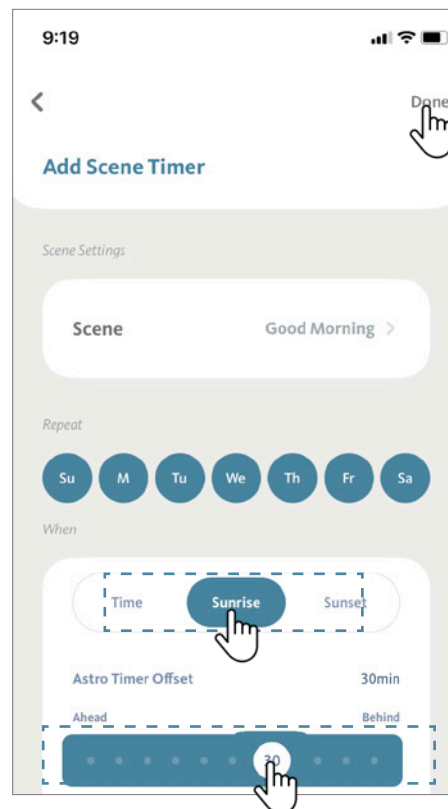 9:19
Done
Add Scene Timer
Scene Settings
Scene Good Morning >
Repeat
Su M Tu We Th Fr Sa
When
Time Sunrise Sunset
Astro Timer Offset 30min
Ahead Behind
30